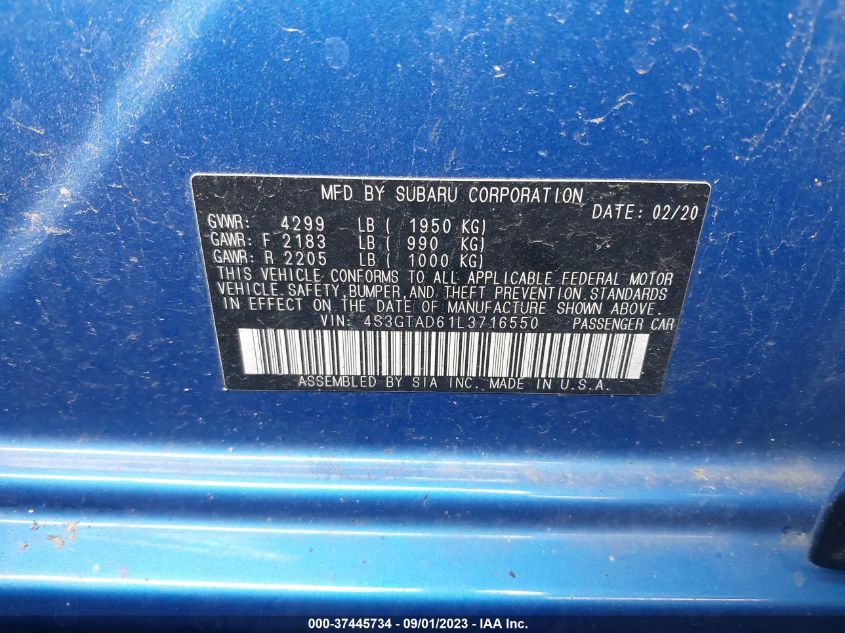 MFD BY SUBARU CORPORATION
DATE: 02/20
GVWR: 4299 LB ( 1950 KG)
GAWR: F 2183 LB ( 990 KG)
GAWR: R 2205 LB ( 1000 KG)
THIS VEHICLE CONFORMS TO ALL APPLICABLE FEDERAL MOTOR
VEHICLE SAFETY, BUMPER, AND THEFT PREVENTION STANDARDS
IN EFFECT ON THE DATE OF MANUFACTURE SHOWN ABOVE.
VIN: 4S3GTAD61L3716550 PASSENGER CAR
ASSEMBLED BY SIA INC. MADE IN U.S.A.
000-37445734 - 09/01/2023 - IAA Inc.